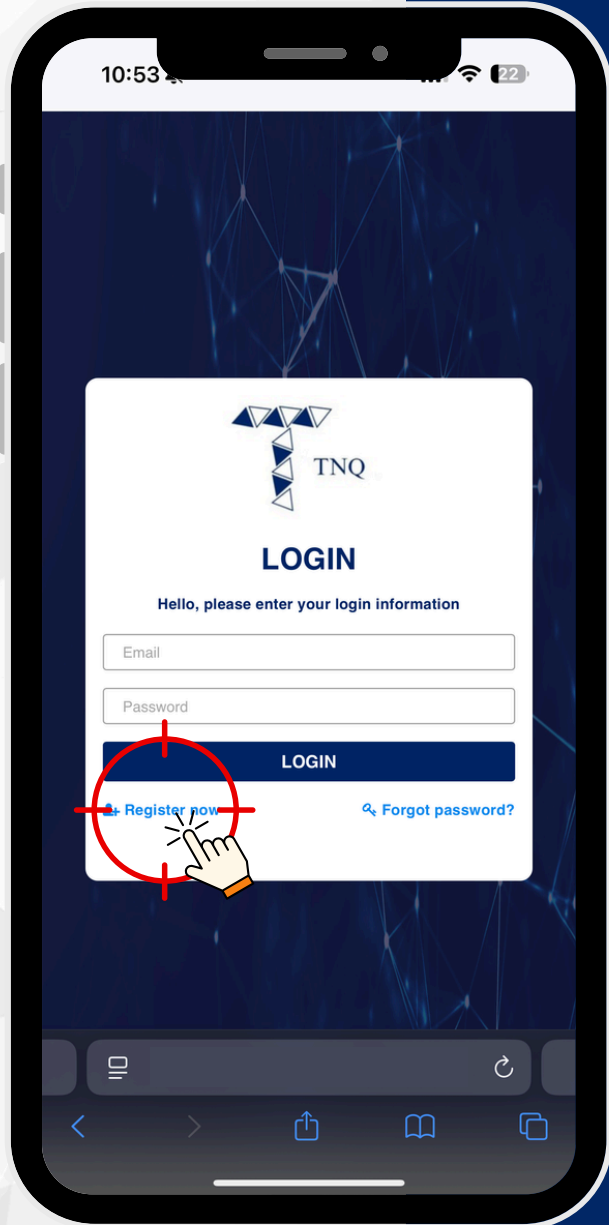 10:53
22
TNQ
LOGIN
Hello, please enter your login information
Email
Password
LOGIN
Register now
Forgot password?